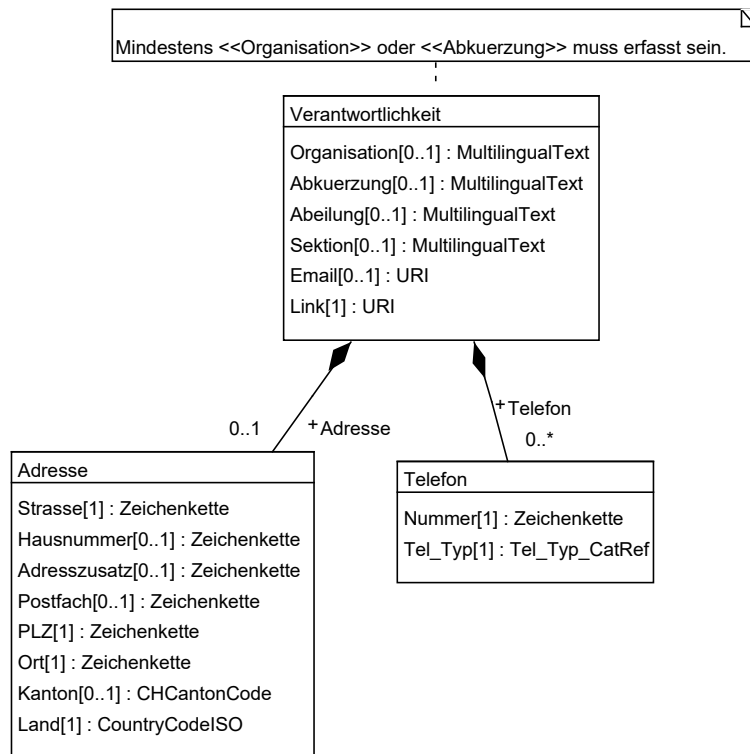 Mindestens <<Organisation>> oder <<Abkuerzung>> muss erfasst sein.
Verantwortlichkeit
Organisation[0..1] : MultilingualText
Abkuerzung[0..1] : MultilingualText
Abeilung[0..1] : MultilingualText
Sektion[0..1] : MultilingualText
Email[0..1] : URI
Link[1] : URI
0..1
+Adresse
+Telefon
0..*
Adresse
Strasse[1] : Zeichenkette
Hausnummer[0..1] : Zeichenkette
Adresszusatz[0..1] : Zeichenkette
Postfach[0..1] : Zeichenkette
PLZ[1] : Zeichenkette
Ort[1] : Zeichenkette
Kanton[0..1] : CHCantonCode
Land[1] : CountryCodeISO
Telefon
Nummer[1] : Zeichenkette
Tel_Typ[1] : Tel_Typ_CatRef